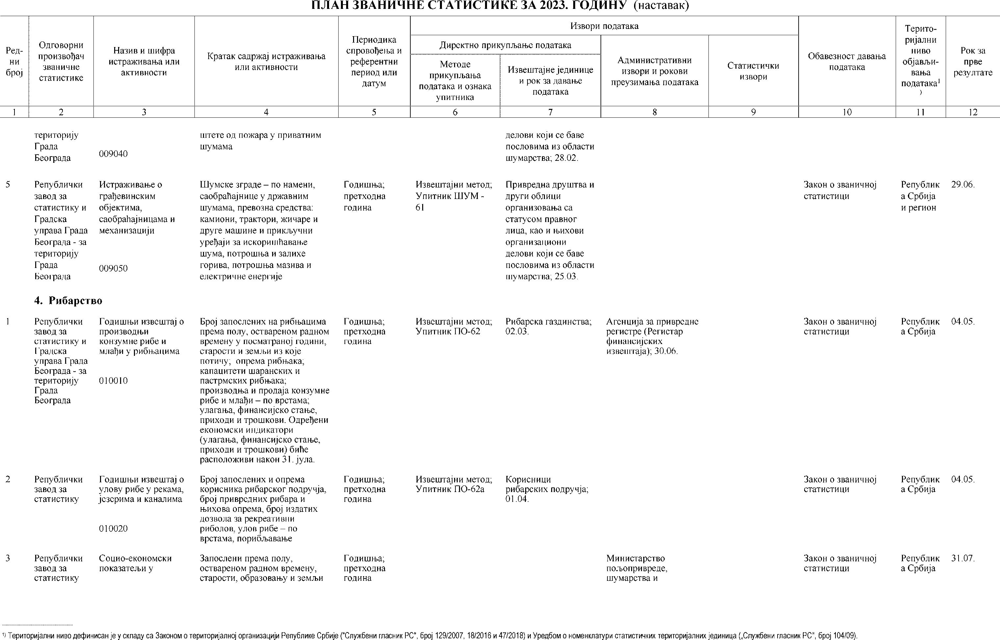 ПЛАН ЗВАНИЧНЕ СТАТИСТИКЕ ЗА 2023. ГОДИНУ (наставак)
Ред-
ни
број
Одговорни
произвођач
званичне
статистике
Назив и шифра
истраживања или
активности
Кратак садржај истраживања
или активности
Периодика
спровођења и
референтни
период или
датум
Извори података
Директно прикупљање података
Методе
прикупљања
података и ознака
упитника
Извештајне јединице
и рок за давање
података
Административни
извори и рокови
преузимања података
Статистички
извори
Обавезност давања
података
Терито-
ријални
ниво
објављи-
вања
података¹
)
Рок за
прве
резултате
1 2 3 4 5 6 7 8 9 10 11 12
територију
Града
Београда
009040
штете од пожара у приватним
шумама
делови који се баве
пословима из области
шумарства; 28.02.
5
Републички
завод за
статистику и
Градска
управа Града
Београда - за
територију
Града
Београда
Истраживање о
грађевинским
објектима,
саобраћајницама и
механизацији
009050
Шумске зграде – по намени,
саобраћајнице у државним
шумама, превозна средства:
камиони, трактори, жичаре и
друге машине и прикључни
уређаји за искоришћавање
шума, потрошња и залихе
горива, потрошња мазива и
електричне енергије
Годишња;
претходна
година
Извештајни метод;
Упитник ШУМ -
61
Привредна друштва и
други облици
организовања са
статусом правног
лица, као и њихови
организациони
делови који се баве
пословима из области
шумарства; 25.03.
Закон о званичној
статистици
Републик
а Србија
и регион
29.06.
4. Рибарство
1
Републички
завод за
статистику и
Градска
управа Града
Београда - за
територију
Града
Београда
Годишњи извештај о
производњи
конзумне рибе и
млађи у рибњацима
010010
Број запослених на рибњацима
према полу, оствареном радном
времену у посматраној години,
старости и земљи из које
потичу; опрема рибњака;
капацитети шаранских и
пастрмских рибњака;
производња и продаја конзумне
рибе и млађи – по врстама;
улагања, финансијско стање,
приходи и трошкови. Одређени
економски индикатори
(улагања, финансијско стање,
приходи и трошкови) биће
расположиви након 31. јула.
Годишња;
претходна
година
Извештајни метод;
Упитник ПО-62
Рибарска газдинства;
02.03.
Агенција за привредне
регистре (Регистар
финансијских
извештаја); 30.06.
Закон о званичној
статистици
Републик
а Србија
04.05.
2
Републички
завод за
статистику
Годишњи извештај о
улову рибе у рекама,
језерима и каналима
010020
Број запослених и опрема
корисника рибарског подручја,
број привредних рибара и
њихова опрема, број издатих
дозвола за рекреативни
риболов, улов рибе – по
врстама, порибљавање
Годишња;
претходна
година
Извештајни метод;
Упитник ПО-62а
Корисници
рибарских подручја;
01.04.
Закон о званичној
статистици
Републик
а Србија
04.05.
3
Републички
завод за
статистику
Социо-економски
показатељи у
Запослени према полу,
оствареном радном времену,
старости, образовању и земљи
Годишња;
претходна
година
Министарство
пољопривреде,
шумарства и
Закон о званичној
статистици
Републик
а Србија
31.07.
¹⁾ Територијални ниво дефинисан је у складу са Законом о територијалној организацији Републике Србије ("Службени гласник РС", број 129/2007, 18/2016 и 47/2018) и Уредбом о номенклатури статистичких територијалних јединица („Службени гласник РС", број 104/09).